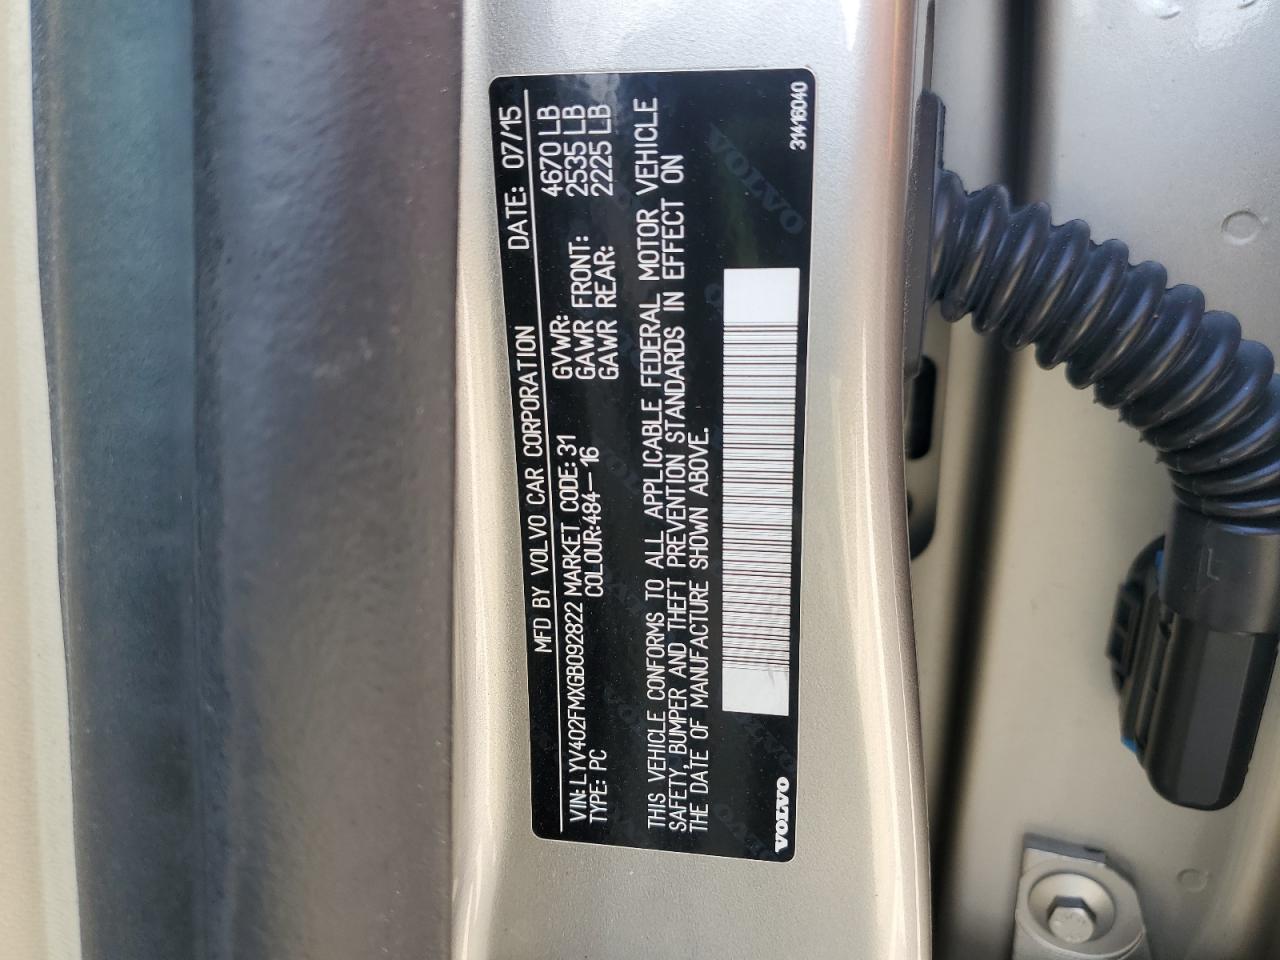 MFD BY VOLVO CAR CORPORATION DATE: 07/15
VIN: LYV402FMXGB092822 MARKET CODE: 31 GVWR: 4670 LB
TYPE: PC COLOUR:484—16 GAWR FRONT: 2535 LB
GAWR REAR: 2225 LB
THIS VEHICLE CONFORMS TO ALL APPLICABLE FEDERAL MOTOR VEHICLE
SAFETY, BUMPER AND THEFT PREVENTION STANDARDS IN EFFECT ON
THE DATE OF MANUFACTURE SHOWN ABOVE.
VOLVO 31416040